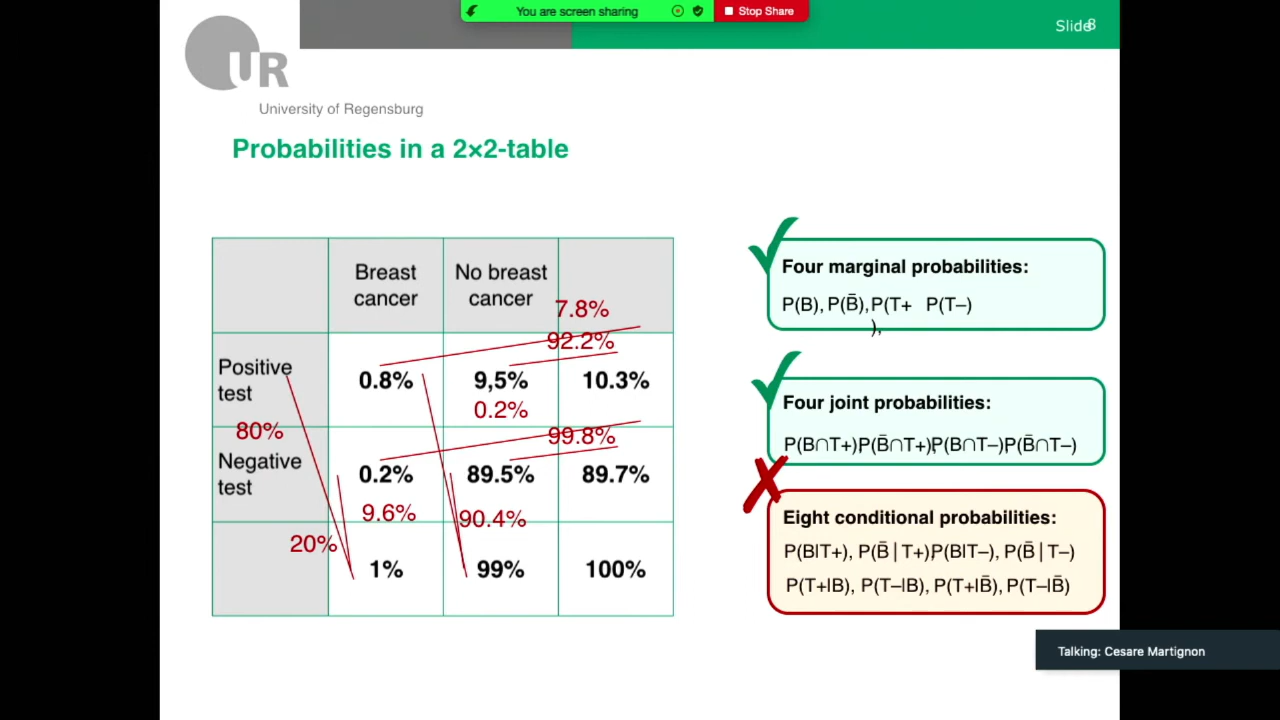 You are screen sharing
Stop Share
Slide8
UR
University of Regensburg
Probabilities in a 2×2-table
Breast cancer
No breast cancer
7.8%
92.2%
Positive test
0.8%
9,5%
10.3%
0.2%
80%
99.8%
Negative test
0.2%
89.5%
89.7%
9.6%
90.4%
20%
1%
99%
100%
Four marginal probabilities:
P(B), P(B̄), P(T+ P(T–)
),
Four joint probabilities:
P(B∩T+),P(B̄∩T+),P(B∩T–),P(B̄∩T–)
Eight conditional probabilities:
P(B|T+), P(B̄ | T+),P(B|T–), P(B̄ | T–)
P(T+|B), P(T–|B), P(T+|B̄), P(T–|B̄)
Talking: Cesare Martignon